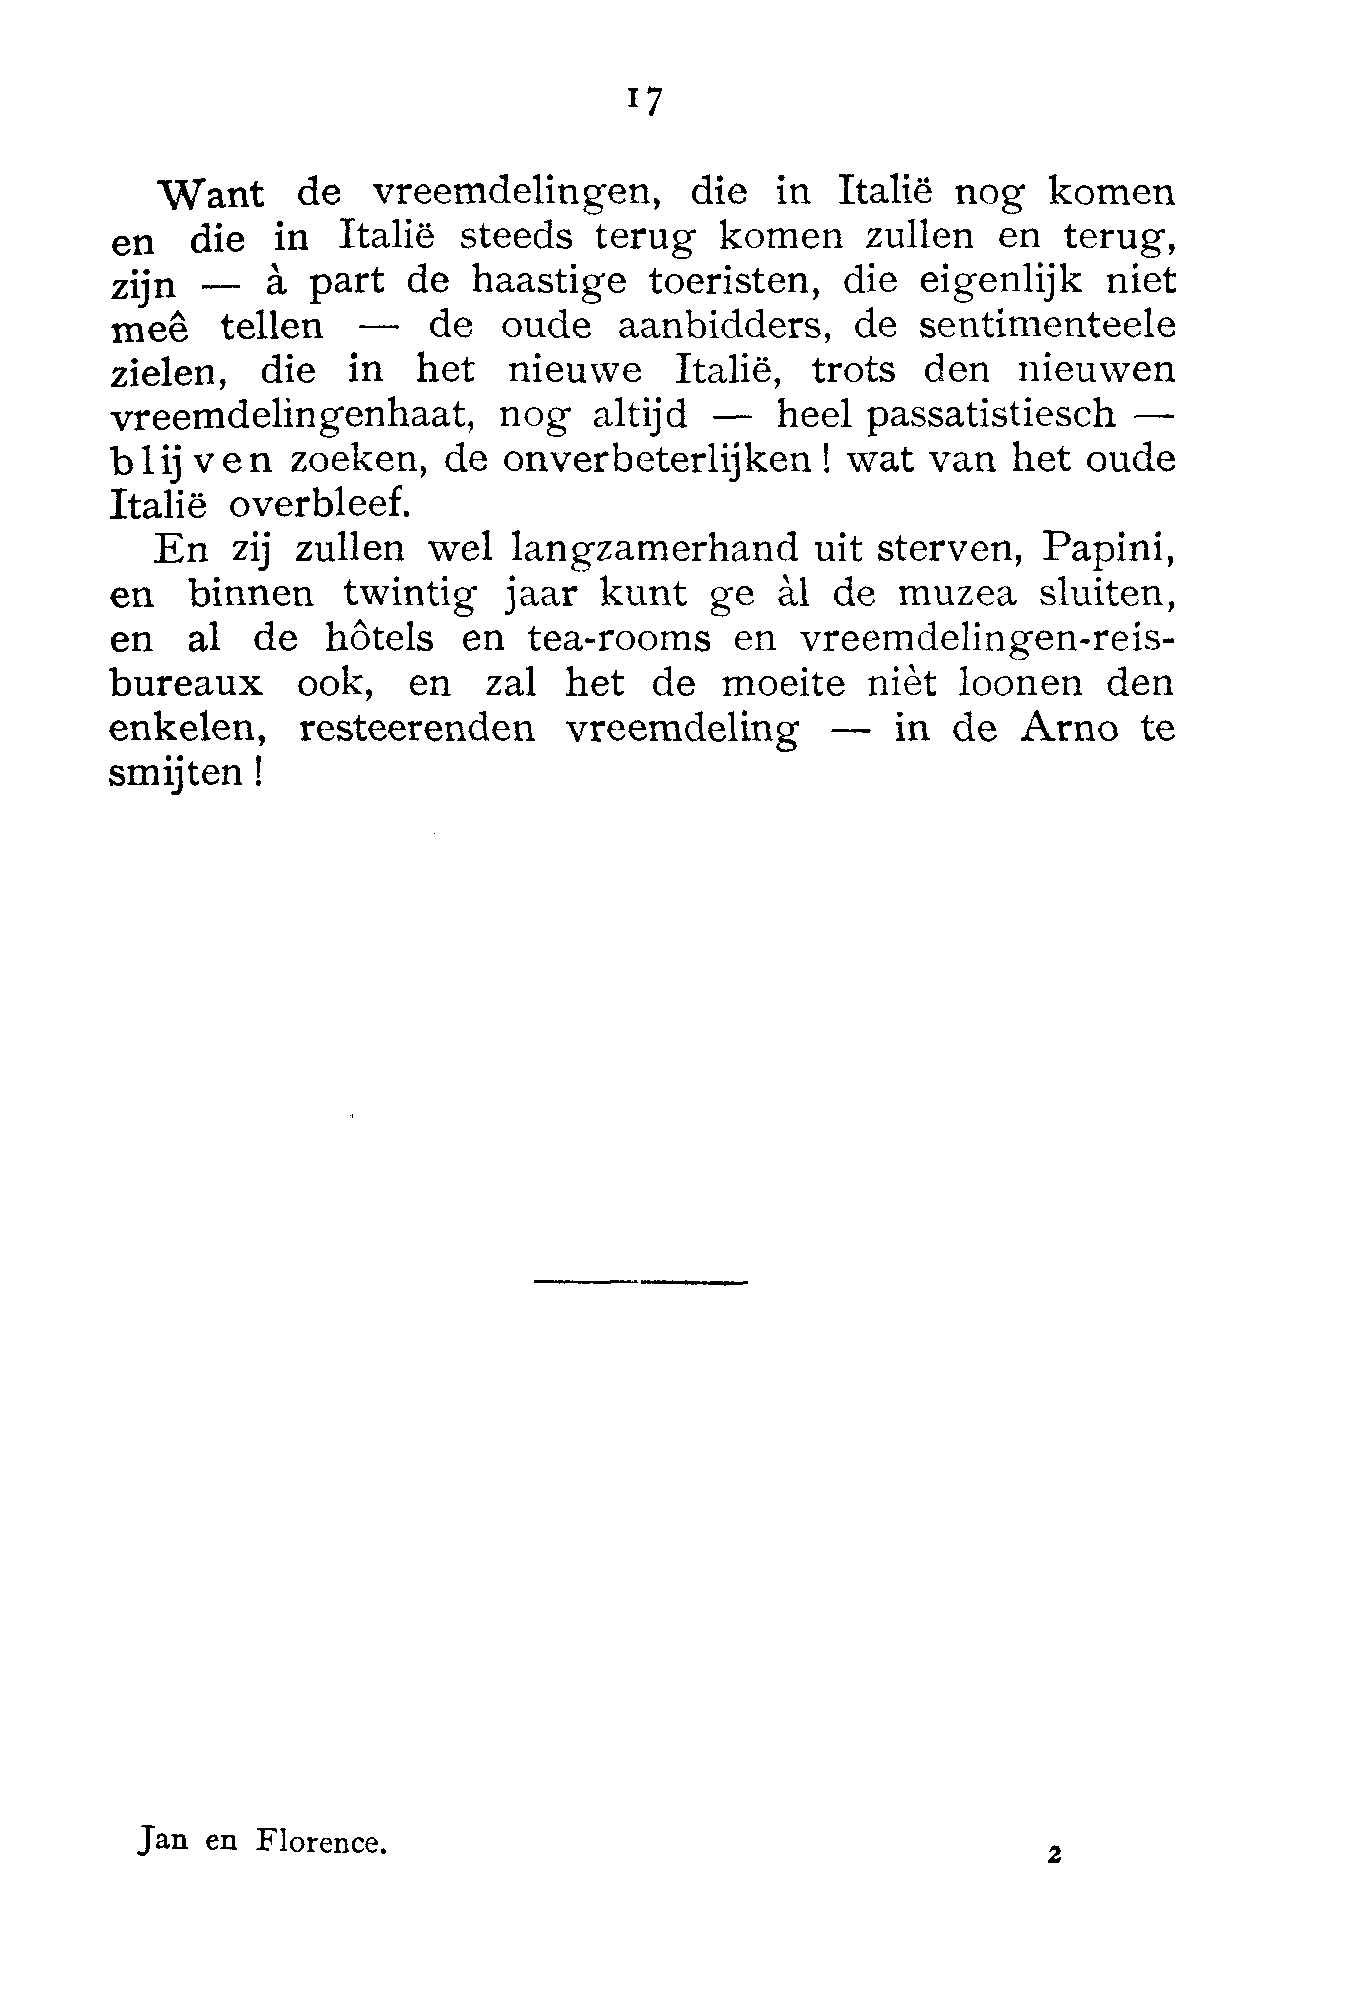 17
Want de vreemdelingen, die in Italië nog komen
en die in Italië steeds terug komen zullen en terug,
zijn — à part de haastige toeristen, die eigenlijk niet
meê tellen — de oude aanbidders, de sentimenteele
zielen, die in het nieuwe Italië, trots den nieuwen
vreemdelingenhaat, nog altijd — heel passatistiesch —
blijven zoeken, de onverbeterlijken! wat van het oude
Italië overbleef.
En zij zullen wel langzamerhand uit sterven, Papini,
en binnen twintig jaar kunt ge àl de muzea sluiten,
en al de hôtels en tea-rooms en vreemdelingen-reis-
bureaux ook, en zal het de moeite nièt loonen den
enkelen, resteerenden vreemdeling — in de Arno te
smijten!
Jan en Florence.
2